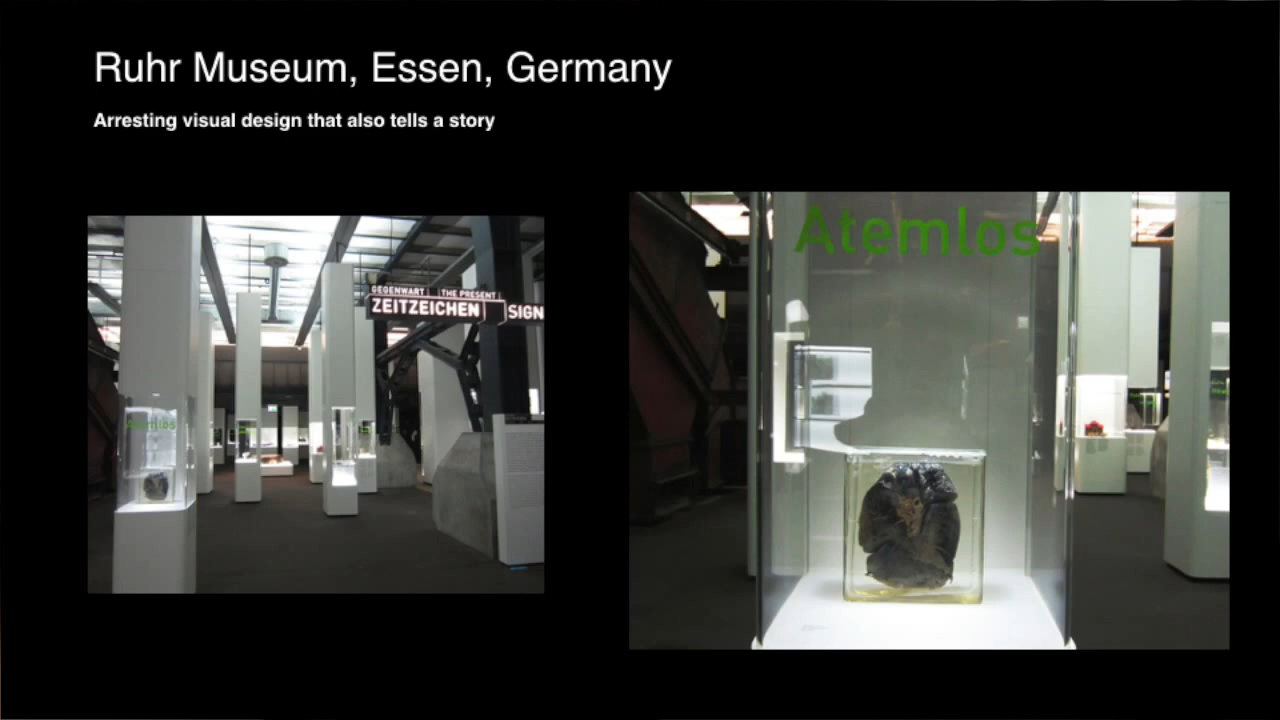 Ruhr Museum, Essen, Germany
Arresting visual design that also tells a story
GEGENWART THE PRESENT
ZEITZEICHEN SIGN
Atemlos
Atemlos